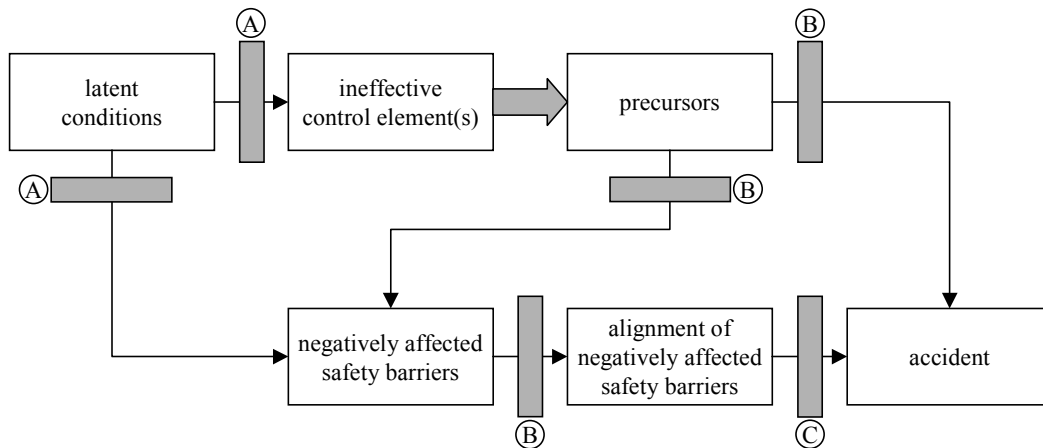 A
B
latent
conditions
ineffective
control element(s)
precursors
A
B
negatively affected
safety barriers
alignment of
negatively affected
safety barriers
accident
B
C